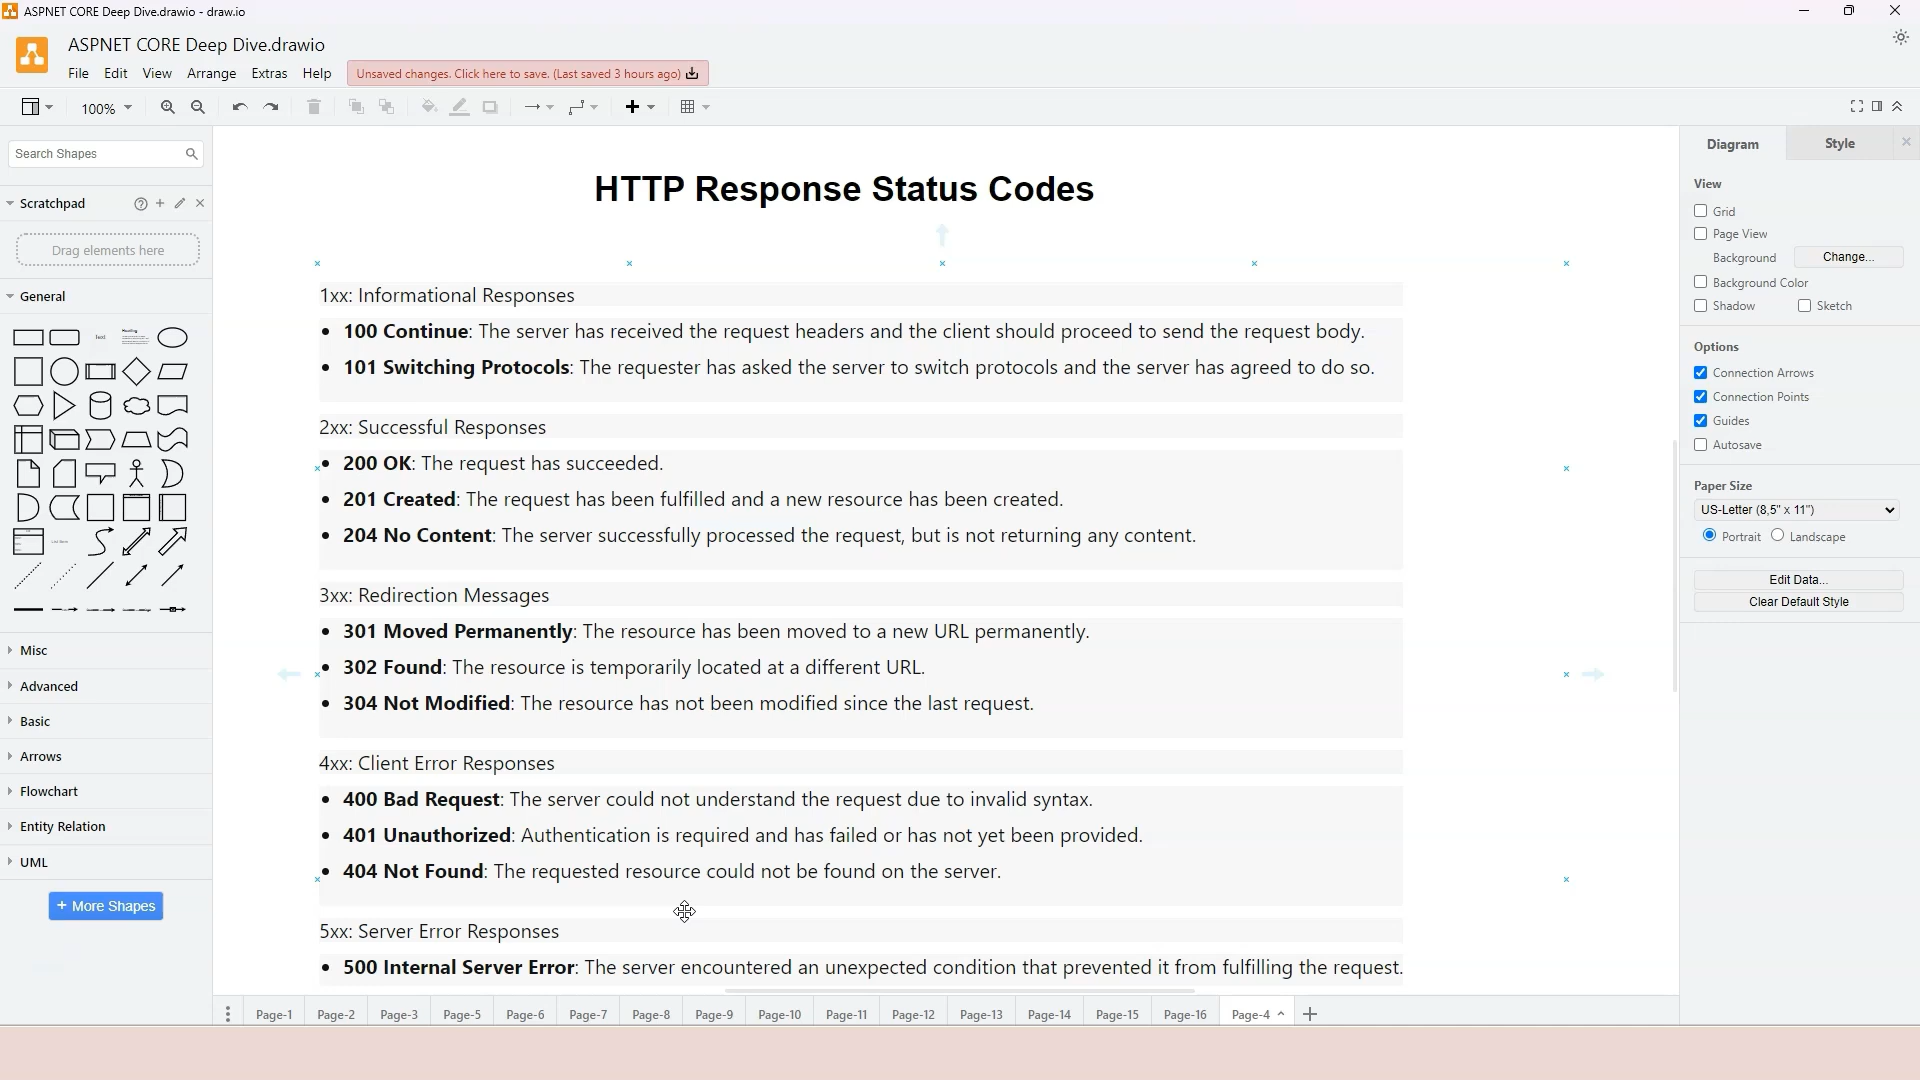 ASPNET CORE Deep Dive.drawio - draw.io
ASPNET CORE Deep Dive.drawio
File Edit View Arrange Extras Help Unsaved changes. Click here to save. (Last saved 3 hours ago)
100%
Search Shapes
Scratchpad
Drag elements here
General
Text
Heading
List Item
Misc
Advanced
Basic
Arrows
Flowchart
Entity Relation
UML
+ More Shapes
HTTP Response Status Codes
1xx: Informational Responses
• 100 Continue: The server has received the request headers and the client should proceed to send the request body.
• 101 Switching Protocols: The requester has asked the server to switch protocols and the server has agreed to do so.
2xx: Successful Responses
• 200 OK: The request has succeeded.
• 201 Created: The request has been fulfilled and a new resource has been created.
• 204 No Content: The server successfully processed the request, but is not returning any content.
3xx: Redirection Messages
• 301 Moved Permanently: The resource has been moved to a new URL permanently.
• 302 Found: The resource is temporarily located at a different URL.
• 304 Not Modified: The resource has not been modified since the last request.
4xx: Client Error Responses
• 400 Bad Request: The server could not understand the request due to invalid syntax.
• 401 Unauthorized: Authentication is required and has failed or has not yet been provided.
• 404 Not Found: The requested resource could not be found on the server.
5xx: Server Error Responses
• 500 Internal Server Error: The server encountered an unexpected condition that prevented it from fulfilling the request.
Page-1 Page-2 Page-3 Page-5 Page-6 Page-7 Page-8 Page-9 Page-10 Page-11 Page-12 Page-13 Page-14 Page-15 Page-16 Page-4
Diagram Style
View
Grid
Page View
Background Change...
Background Color
Shadow Sketch
Options
Connection Arrows
Connection Points
Guides
Autosave
Paper Size
US-Letter (8,5" x 11")
Portrait Landscape
Edit Data...
Clear Default Style